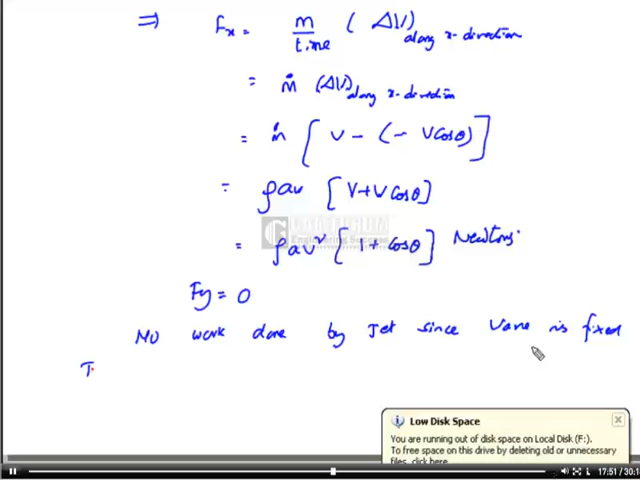 ⇒ Fx = m/time (ΔV) along x-direction
= ṁ (ΔV) along x-direction
= ṁ [V - (- Vcosθ)]
= ρav [V+Vcosθ]
= ρav² [1 + cosθ] Newtons.
Fy = 0
No work done by Jet since Vane is fixed
T
Low Disk Space
You are running out of disk space on Local Disk (F:).
To free space on this drive by deleting old or unnecessary
files, click here.
17:51 / 30:1